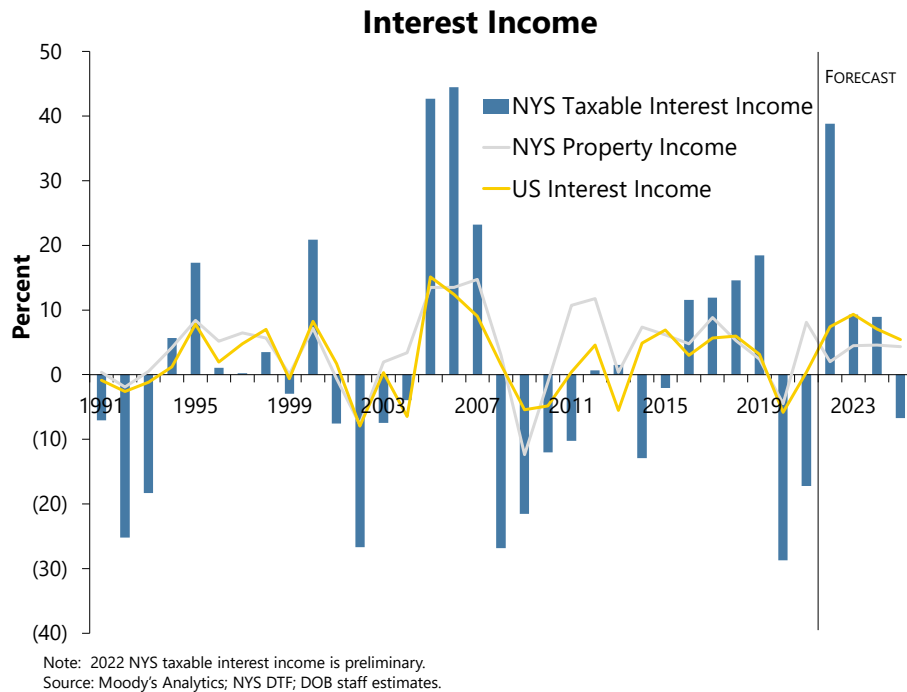 Interest Income
50
40
30
20
10
0
(10)
(20)
(30)
(40)
Percent
FORECAST
NYS Taxable Interest Income
NYS Property Income
US Interest Income
1991 1995 1999 2003 2007 2011 2015 2019 2023
Note: 2022 NYS taxable interest income is preliminary.
Source: Moody's Analytics; NYS DTF; DOB staff estimates.